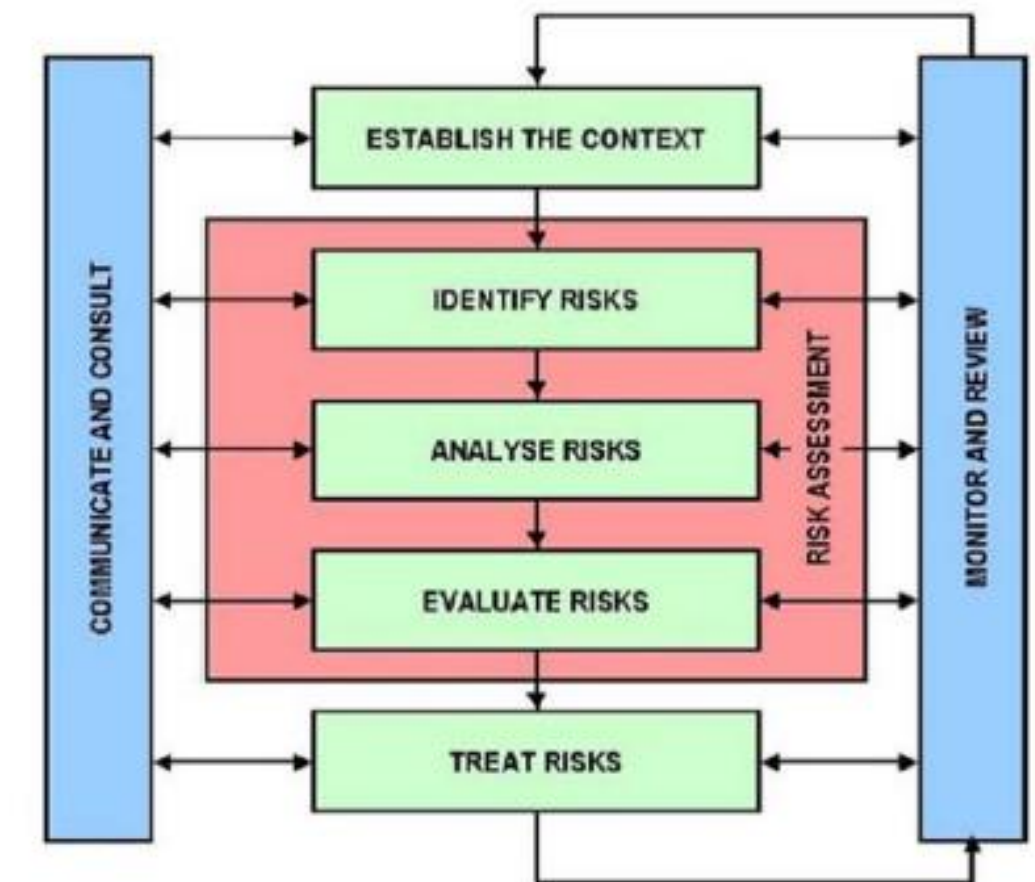 ESTABLISH THE CONTEXT
COMMUNICATE AND CONSULT
IDENTIFY RISKS
ANALYSE RISKS
EVALUATE RISKS
RISK ASSESSMENT
MONITOR AND REVIEW
TREAT RISKS